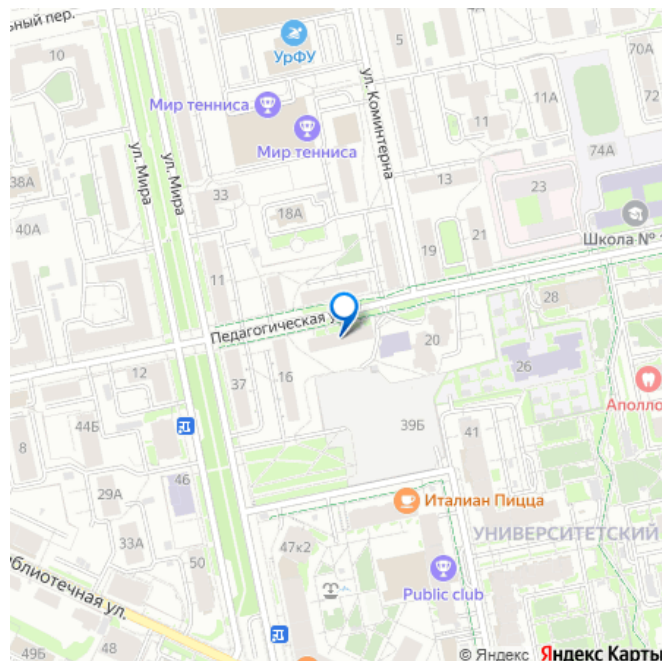 ьный пер.
10
УрФУ
5
70А
ул. Коминтерна
Мир тенниса
Мир тенниса
11А
72
11
74А
ул. Мира
ул. Мира
38А
33
13
23
18А
40А
Школа №
19
21
11
28
Педагогическая у
20
12
37
16
26
Аполло
44Б
39Б
41
8
46
29А
Италиан Пицца
УНИВЕРСИТЕТСКИЙ
33А
47к2
50
иблиотечная ул.
Public club
49Б
48
© Яндекс Яндекс Карты